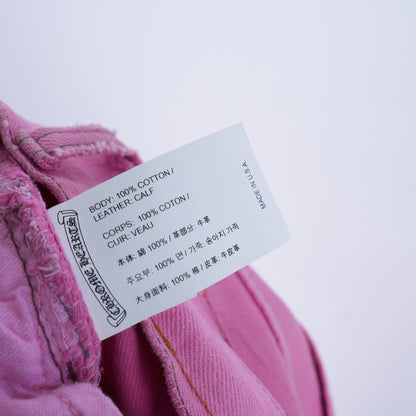 CHROME HEARTS
BODY: 100% COTTON /
LEATHER: CALF
CORPS: 100% COTON /
CUIR: VEAU
本体: 綿 100% / 革部分: 牛革
주요부: 100% 면 / 가죽: 송아지 가죽
大身面料: 100% 棉 / 皮革: 牛皮革
MADE IN U.S.A.